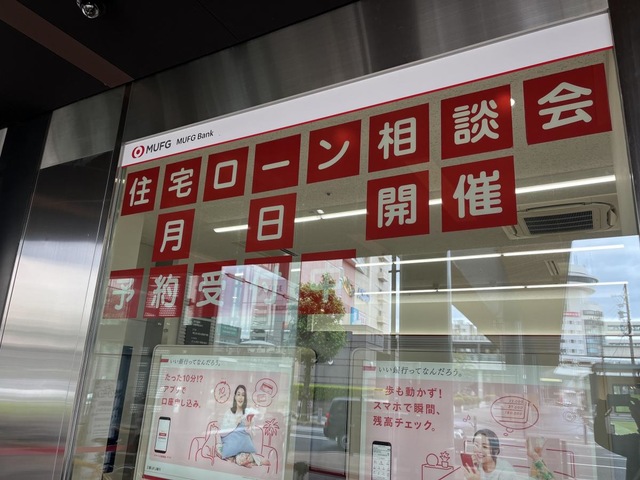 MUFG MUFG Bank
住宅ローン相談会
月 日 開催
予約受付
いい銀行ってなんだろう。
たった10分!?
アプリで
口座申し込み。
いい銀行ってなんだろう。
一歩も動かず!
スマホで瞬間、
残高チェック。